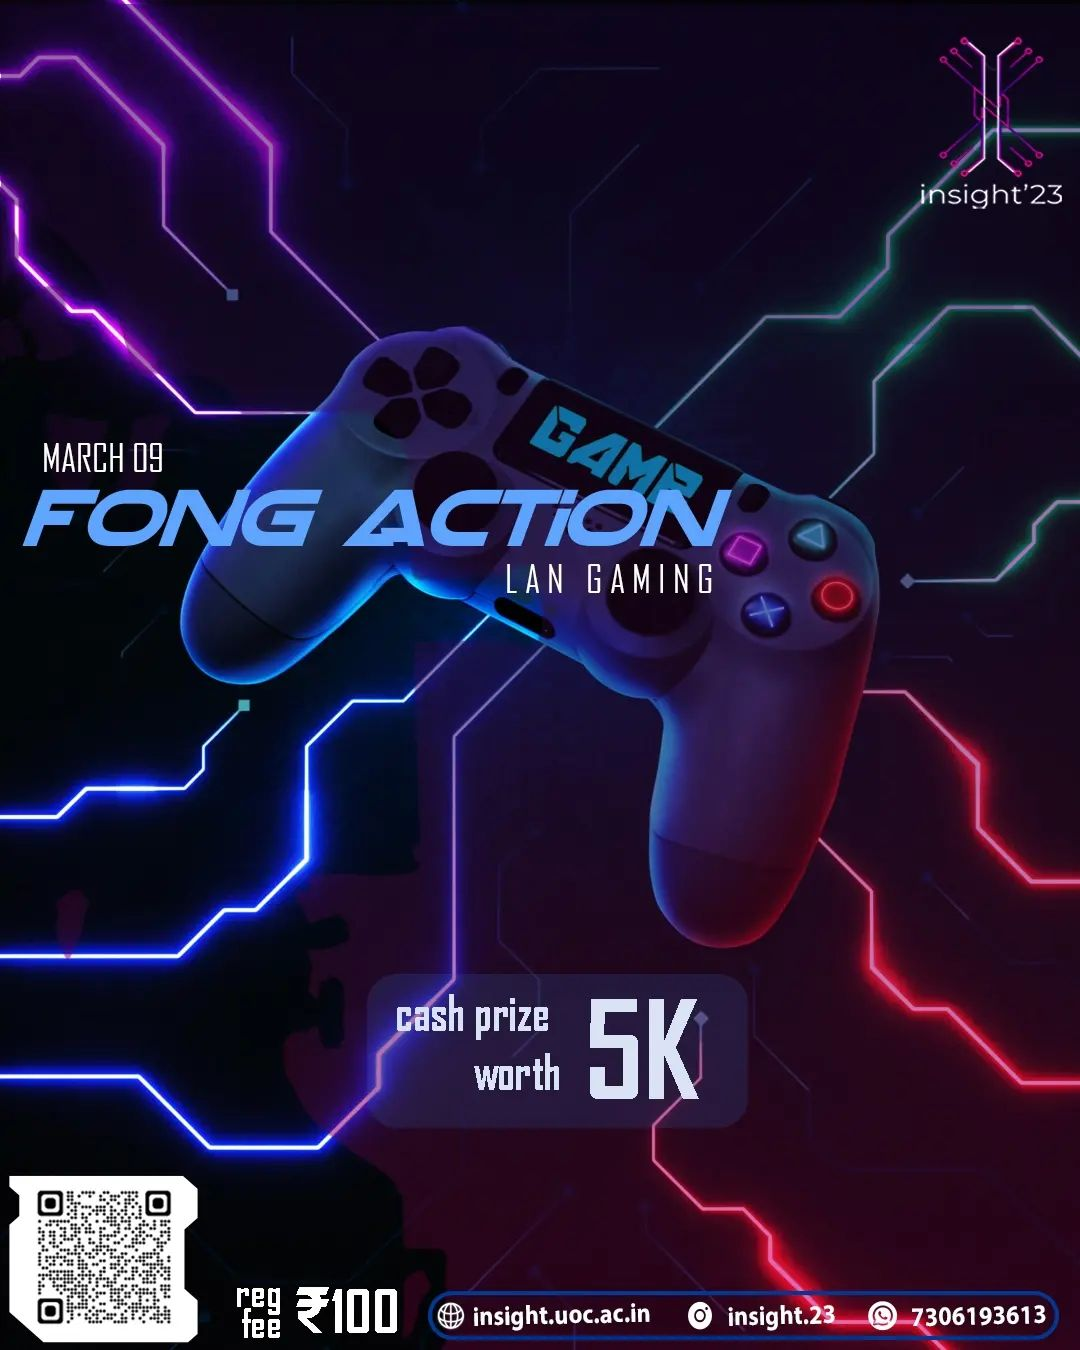 insight'23
GAME
MARCH 09
FONG ACTION
LAN GAMING
cash prize
worth
5K
reg
fee
₹100
insight.uoc.ac.in
insight.23
7306193613